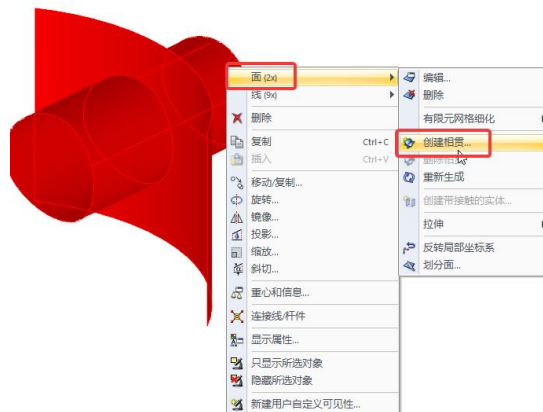 面 (2x)
线 (9x)
删除
复制 Ctrl+C
插入 Ctrl+V
移动/复制...
旋转...
镜像...
投影...
缩放...
斜切...
重心和信息...
连接线/杆件
显示属性...
只显示所选对象
隐藏所选对象
新建用户自定义可见性...
编辑...
删除
有限元网格细化
创建相贯...
删除相
重新生成
创建带接触的实体...
拉伸
反转局部坐标系
划分面...